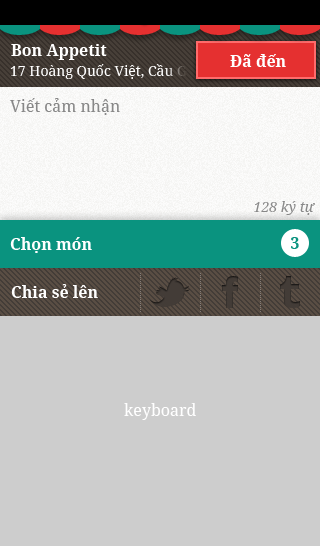 Bon Appetit
17 Hoàng Quốc Việt, Cầu
Đã đến
Viết cảm nhận
128 ký tự
Chọn món
3
Chia sẻ lên
keyboard